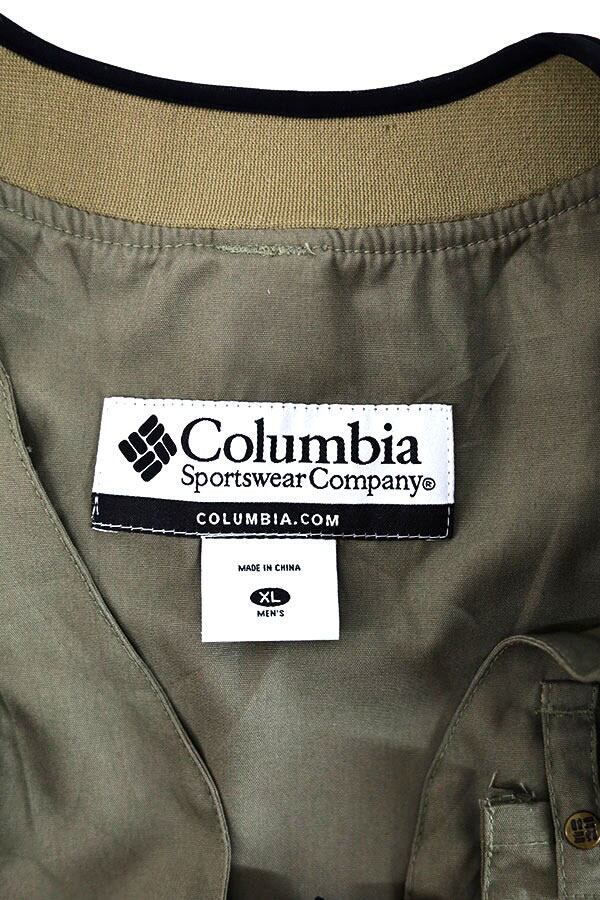 Columbia
Sportswear Company®
COLUMBIA.COM
MADE IN CHINA
XL
MEN'S